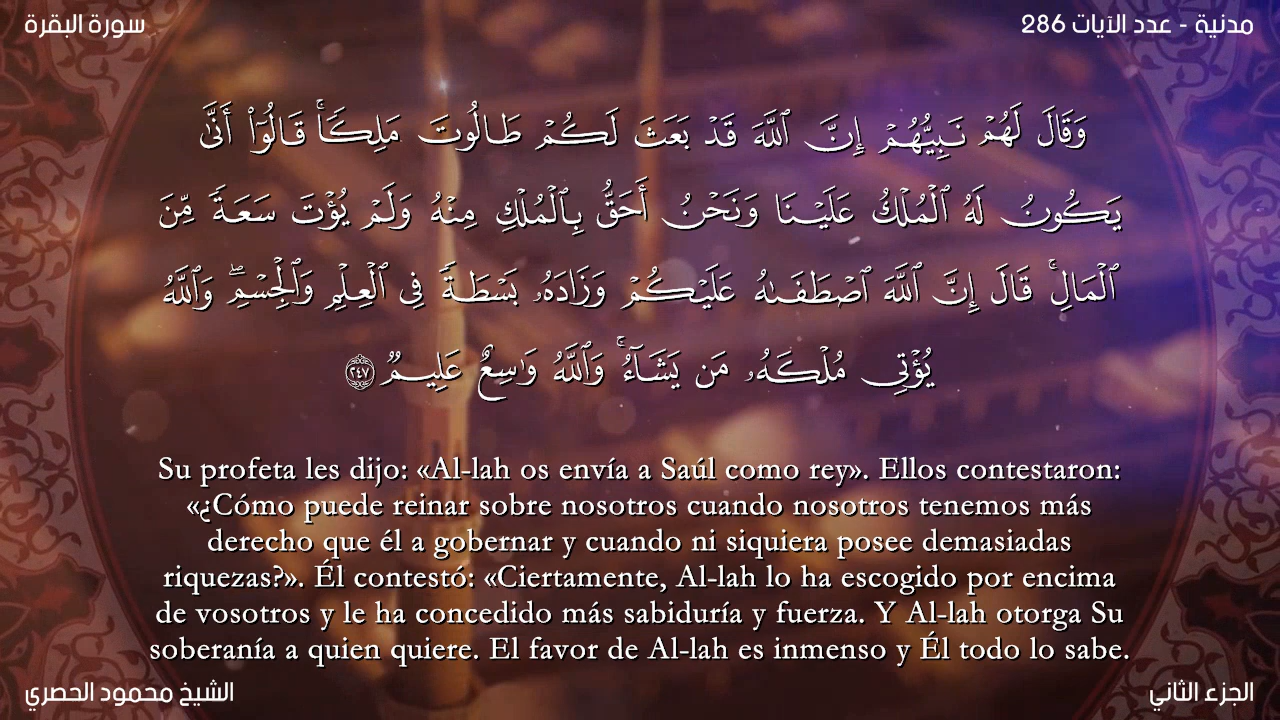 سورة البقرة
مدنية - عدد الآيات 286
وَقَالَ لَهُمْ نَبِيُّهُمْ إِنَّ ٱللَّهَ قَدْ بَعَثَ لَكُمْ طَالُوتَ مَلِكًا ۚ قَالُوٓا۟ أَنَّىٰ
يَكُونُ لَهُ ٱلْمُلْكُ عَلَيْنَا وَنَحْنُ أَحَقُّ بِٱلْمُلْكِ مِنْهُ وَلَمْ يُؤْتَ سَعَةً مِّنَ
ٱلْمَالِ ۚ قَالَ إِنَّ ٱللَّهَ ٱصْطَفَىٰهُ عَلَيْكُمْ وَزَادَهُۥ بَسْطَةً فِى ٱلْعِلْمِ وَٱلْجِسْمِ ۖ وَٱللَّهُ
يُؤْتِى مُلْكَهُۥ مَن يَشَآءُ ۚ وَٱللَّهُ وَٰسِعٌ عَلِيمٌ ٢٤٧
Su profeta les dijo: «Al-lah os envía a Saúl como rey». Ellos contestaron:
«¿Cómo puede reinar sobre nosotros cuando nosotros tenemos más
derecho que él a gobernar y cuando ni siquiera posee demasiadas
riquezas?». Él contestó: «Ciertamente, Al-lah lo ha escogido por encima
de vosotros y le ha concedido más sabiduría y fuerza. Y Al-lah otorga Su
soberanía a quien quiere. El favor de Al-lah es inmenso y Él todo lo sabe.
الشيخ محمود الحصري
الجزء الثاني